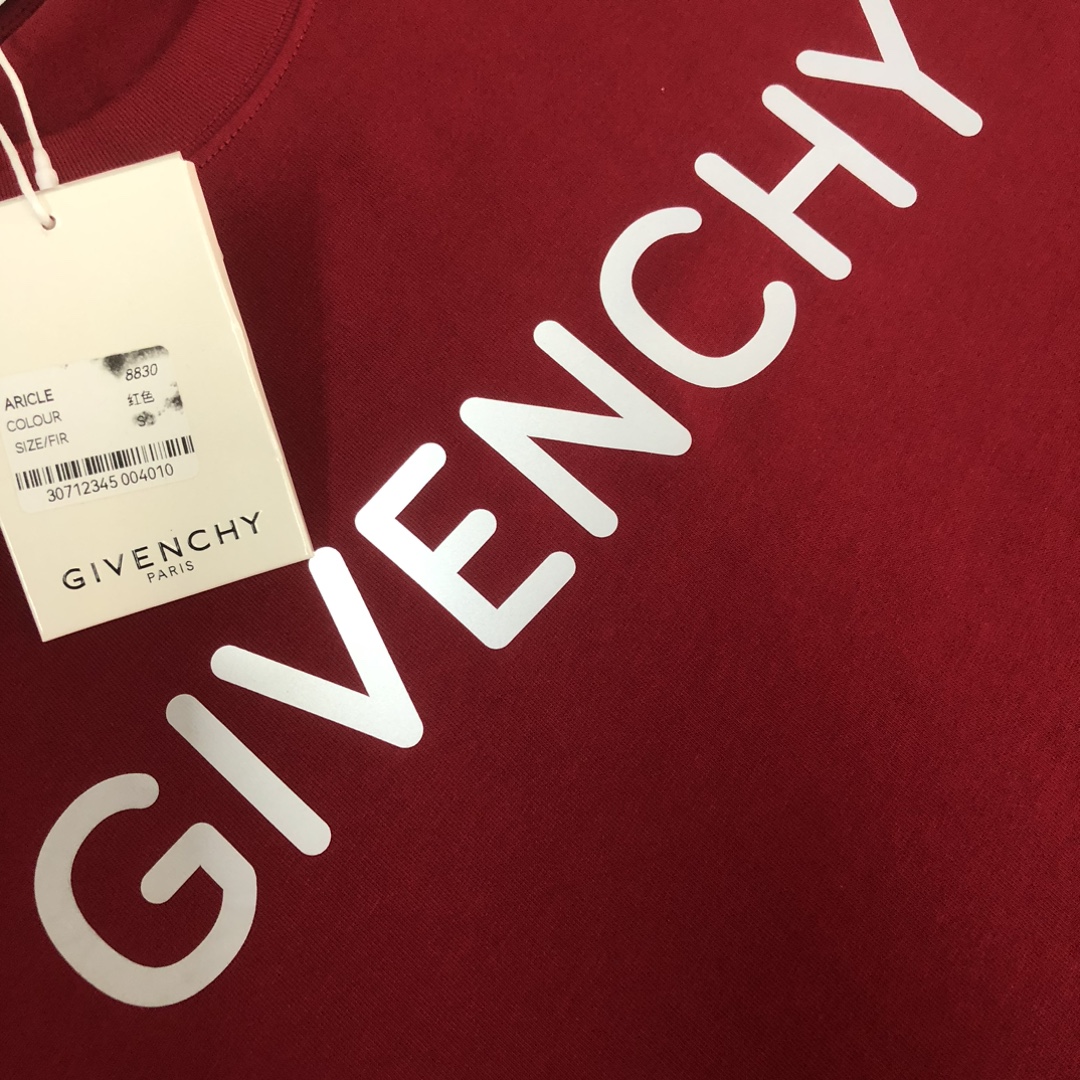 ARICLE 8830
COLOUR 红色
SIZE/FIR
30712345 004010
GIVENCHY
PARIS
GIVENCHY